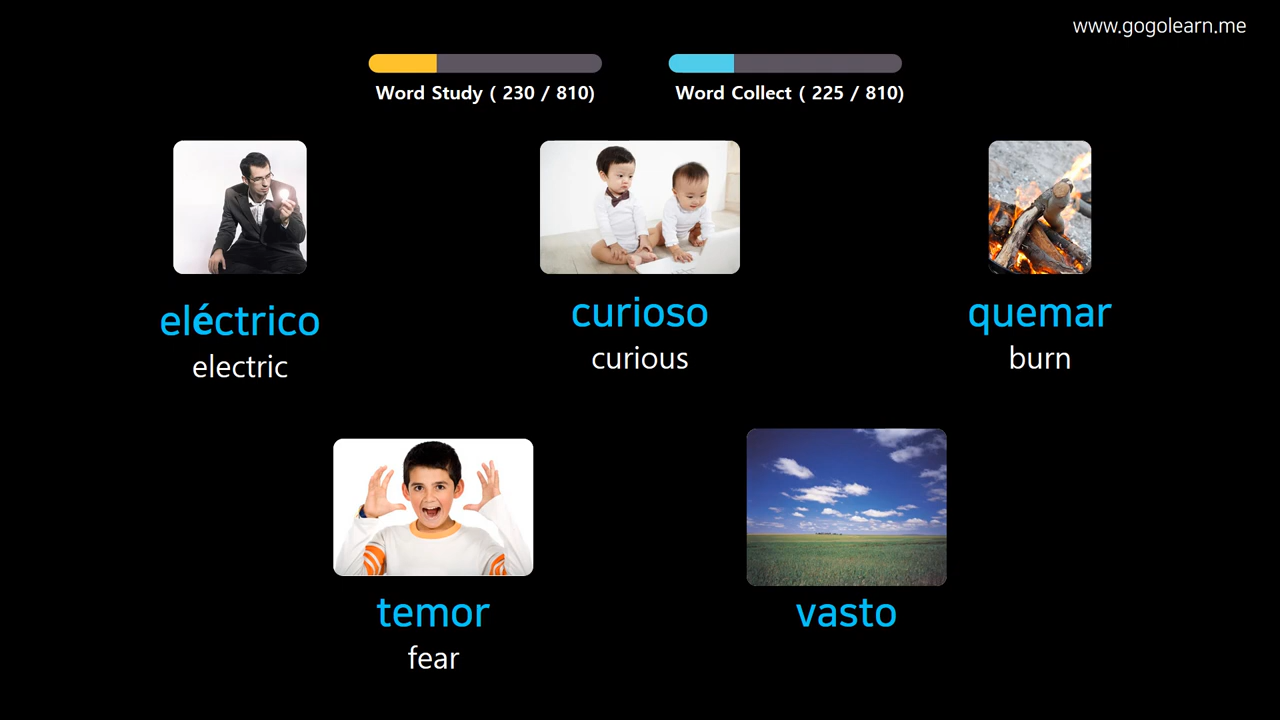 www.gogolearn.me
Word Study ( 230 / 810)
Word Collect ( 225 / 810)
eléctrico
electric
curioso
curious
quemar
burn
temor
fear
vasto